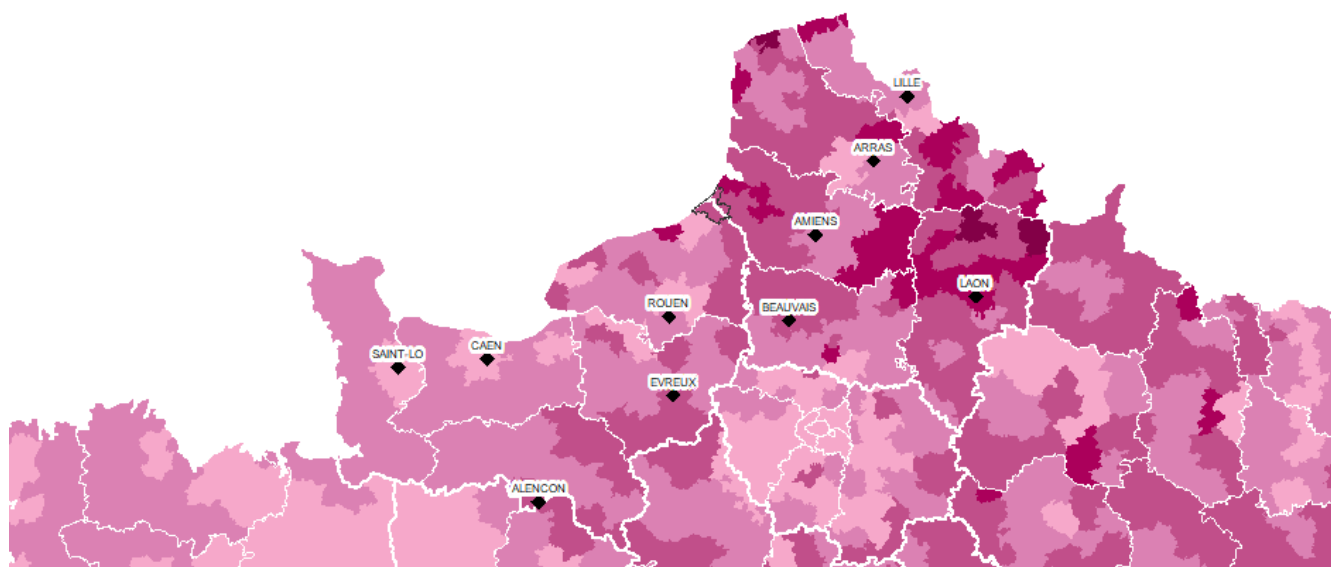 LILLE
ARRAS
AMIENS
LAON
ROUEN
BEAUVAIS
SAINT-LO
CAEN
EVREUX
ALENCON